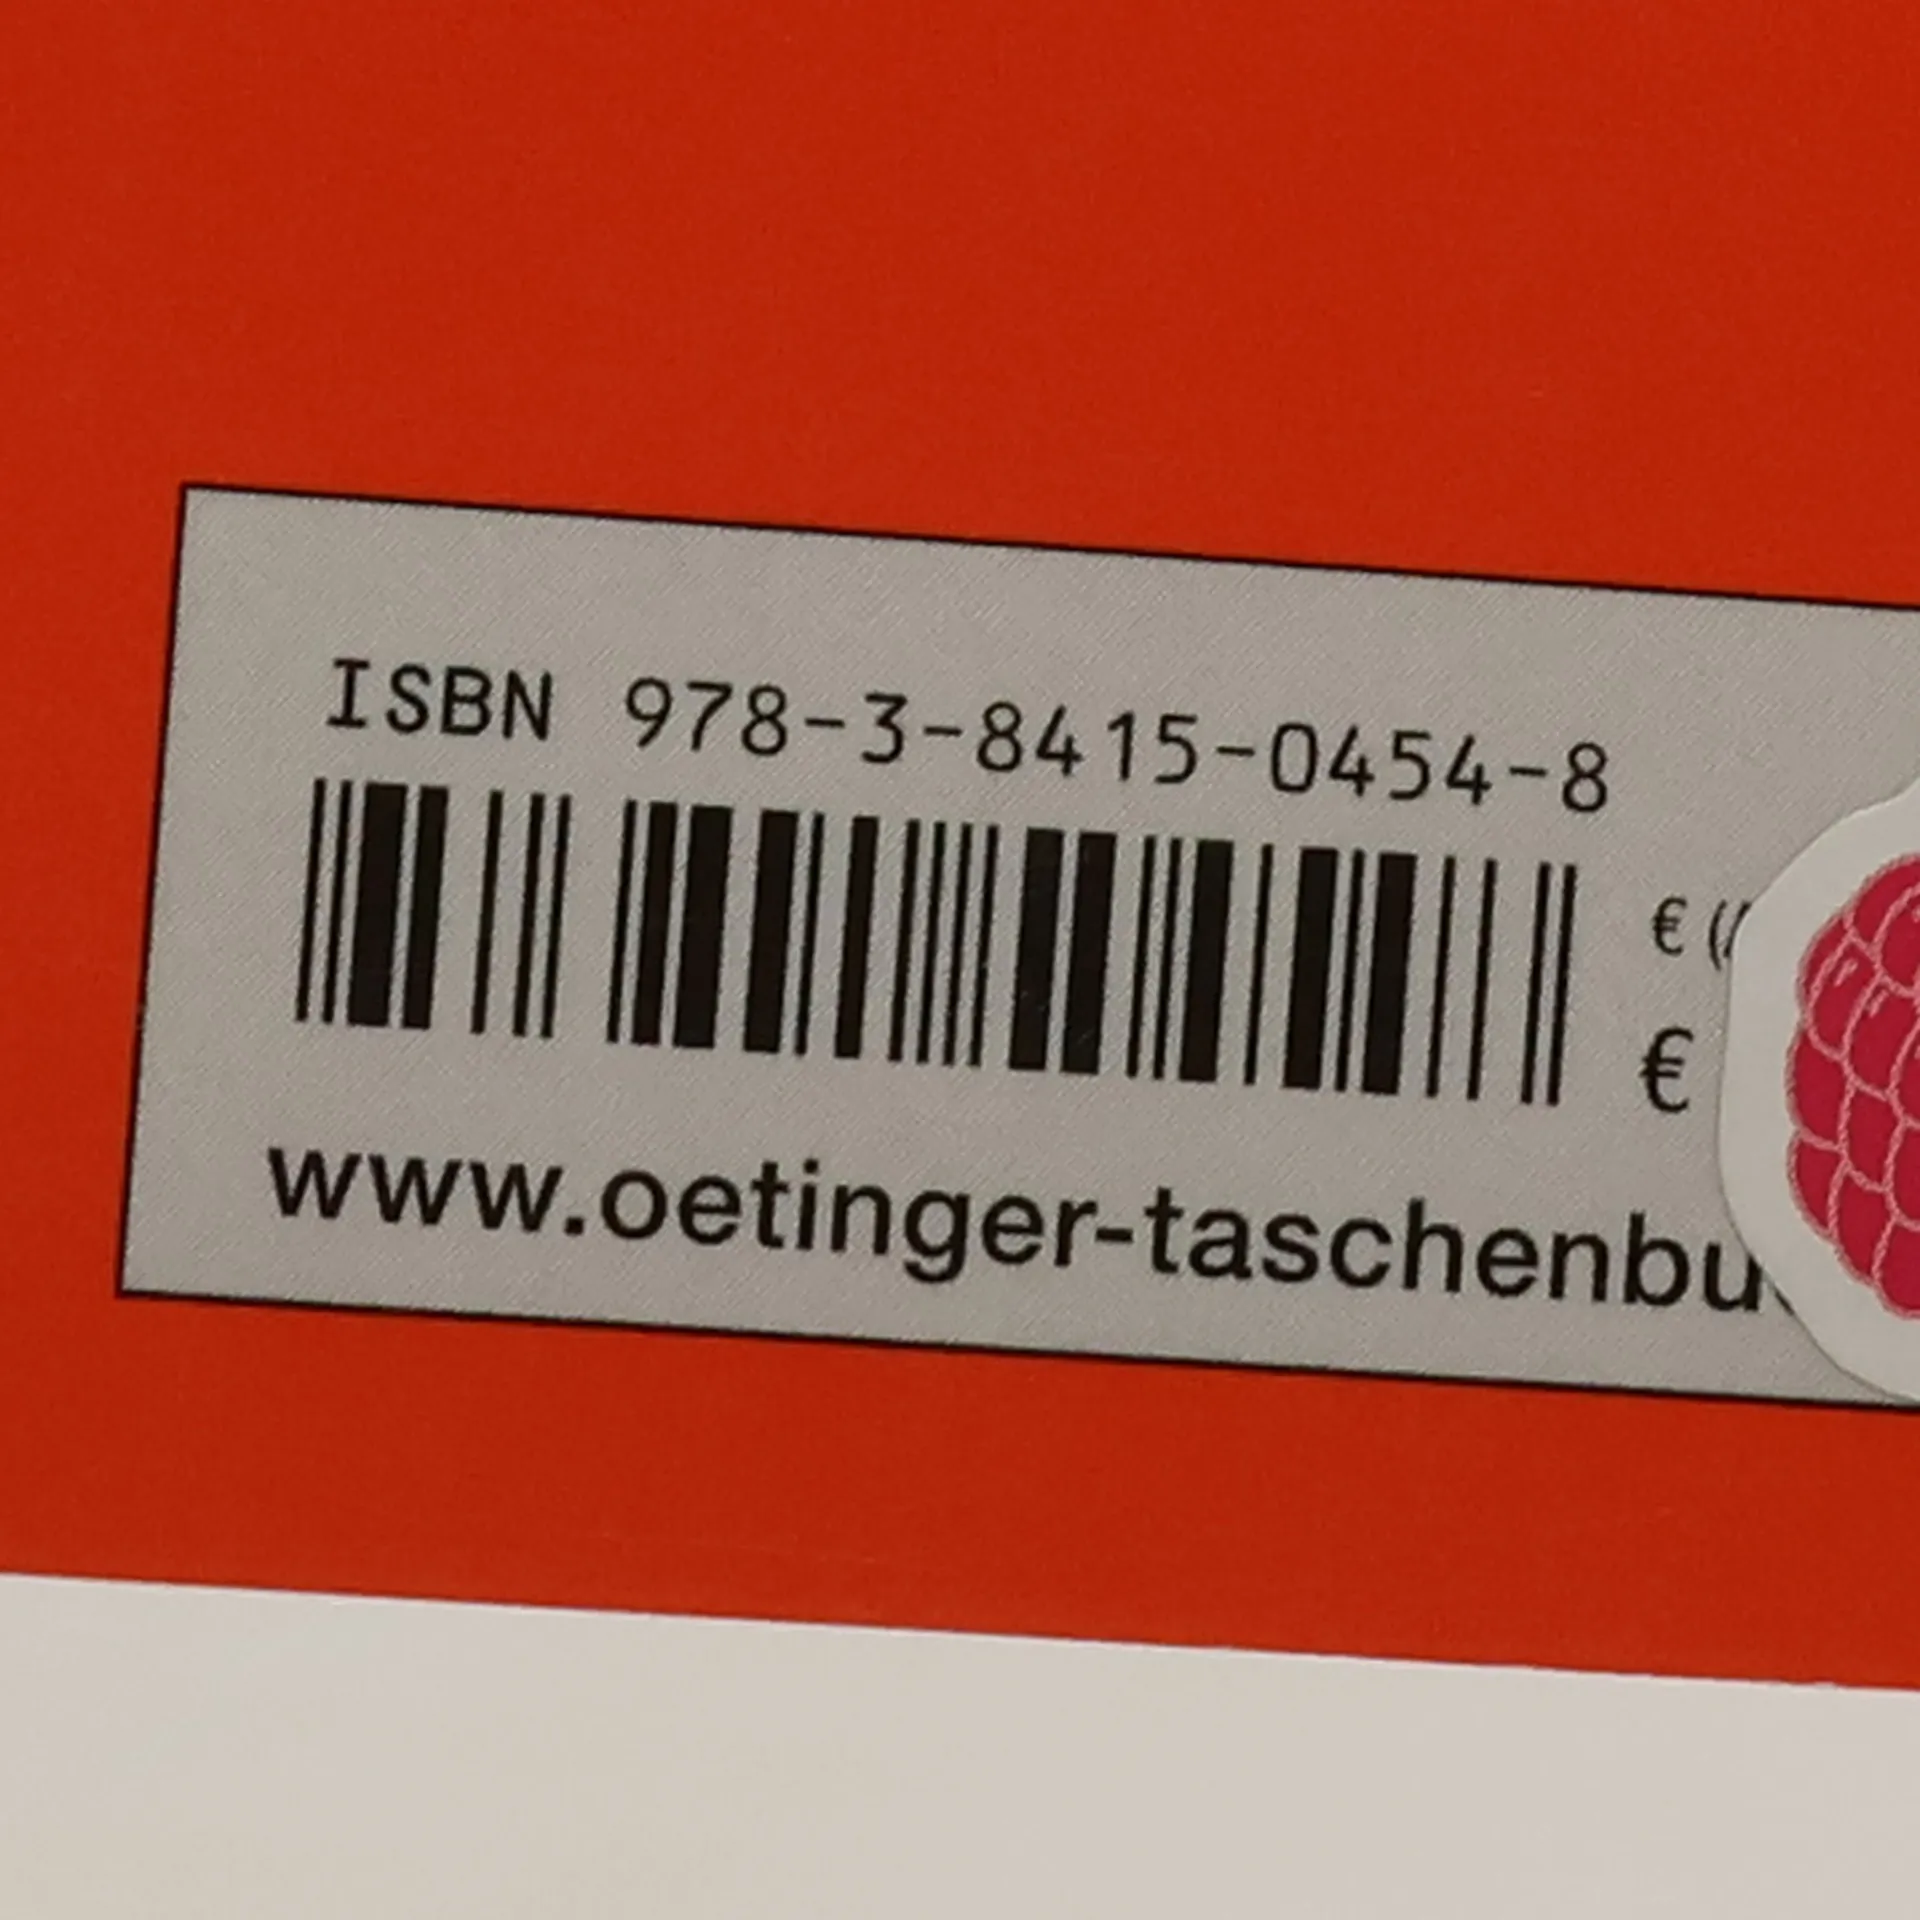 ISBN 978-3-8415-0454-8
€ (
€
www.oetinger-taschenbu